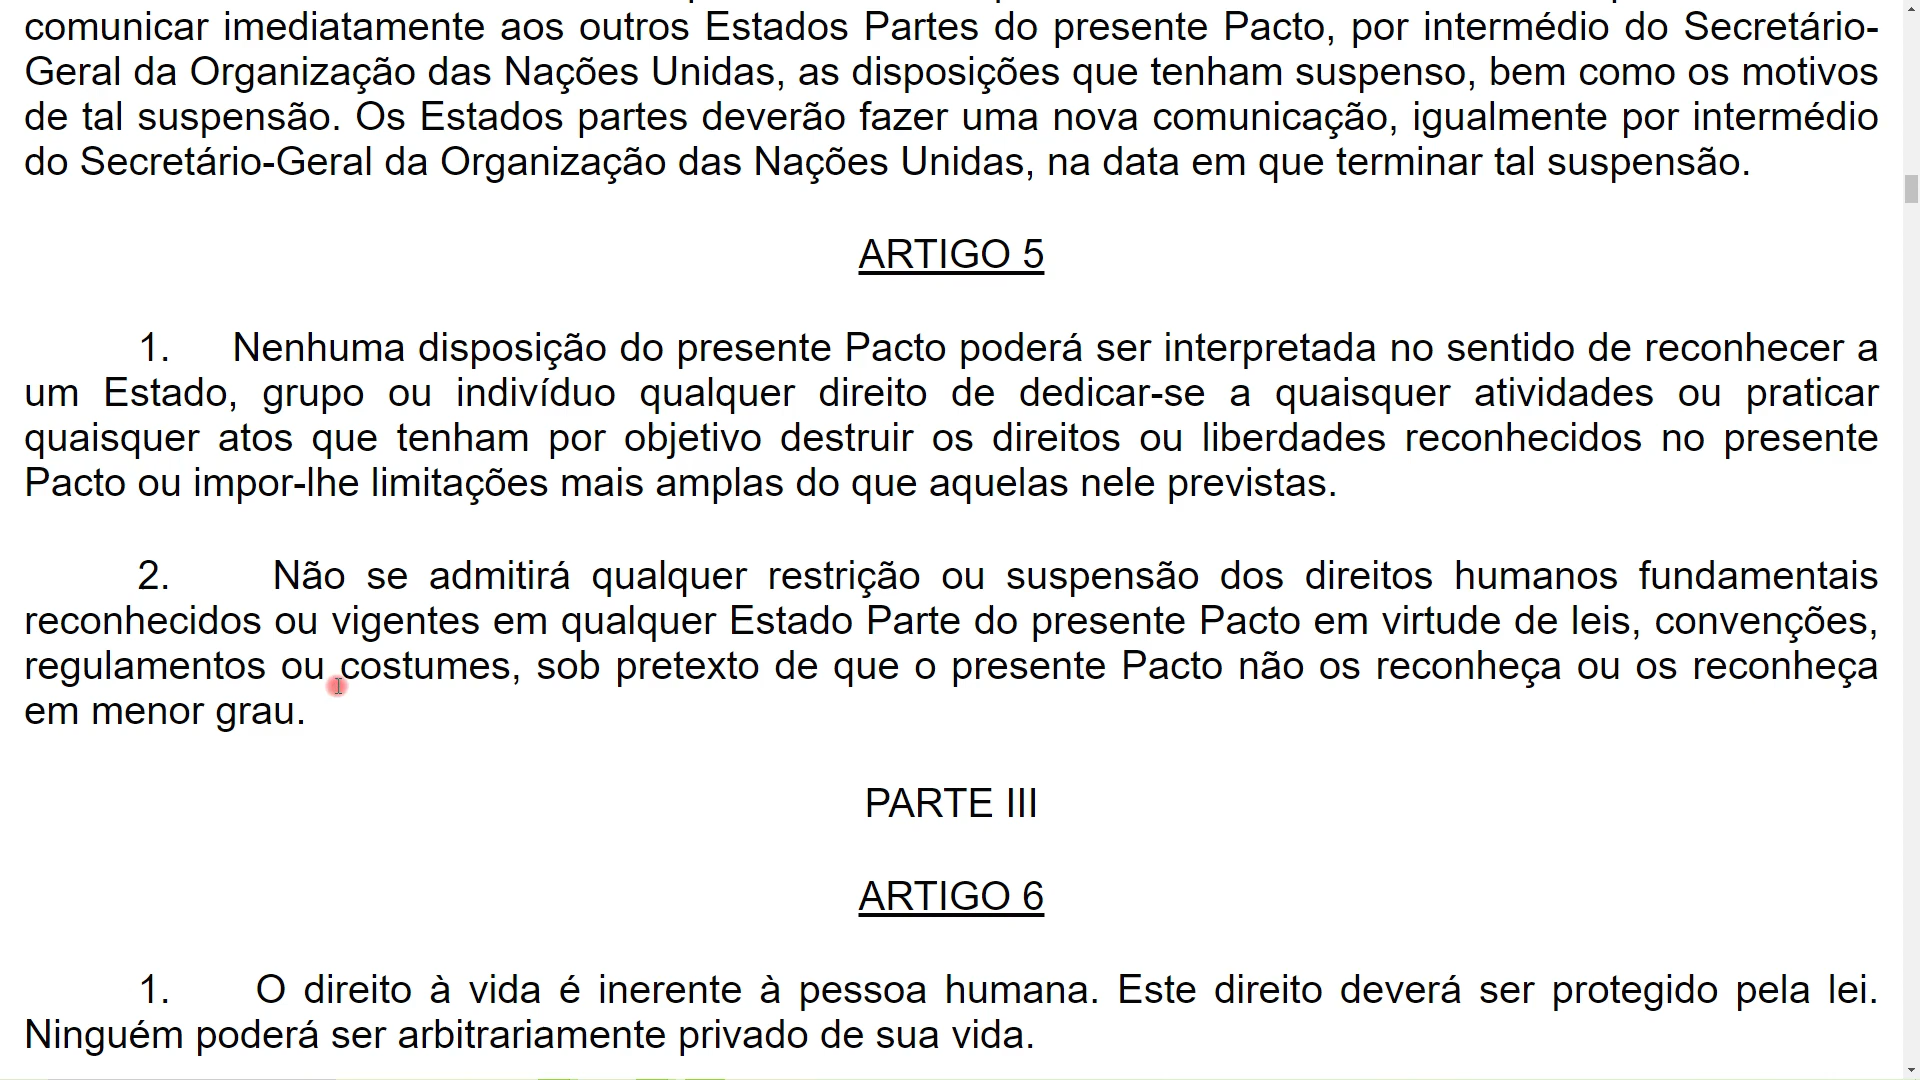 comunicar imediatamente aos outros Estados Partes do presente Pacto, por intermédio do Secretário-
Geral da Organização das Nações Unidas, as disposições que tenham suspenso, bem como os motivos
de tal suspensão. Os Estados partes deverão fazer uma nova comunicação, igualmente por intermédio
do Secretário-Geral da Organização das Nações Unidas, na data em que terminar tal suspensão.
ARTIGO 5
1. Nenhuma disposição do presente Pacto poderá ser interpretada no sentido de reconhecer a
um Estado, grupo ou indivíduo qualquer direito de dedicar-se a quaisquer atividades ou praticar
quaisquer atos que tenham por objetivo destruir os direitos ou liberdades reconhecidos no presente
Pacto ou impor-lhe limitações mais amplas do que aquelas nele previstas.
2. Não se admitirá qualquer restrição ou suspensão dos direitos humanos fundamentais
reconhecidos ou vigentes em qualquer Estado Parte do presente Pacto em virtude de leis, convenções,
regulamentos ou costumes, sob pretexto de que o presente Pacto não os reconheça ou os reconheça
em menor grau.
PARTE III
ARTIGO 6
1. O direito à vida é inerente à pessoa humana. Este direito deverá ser protegido pela lei.
Ninguém poderá ser arbitrariamente privado de sua vida.